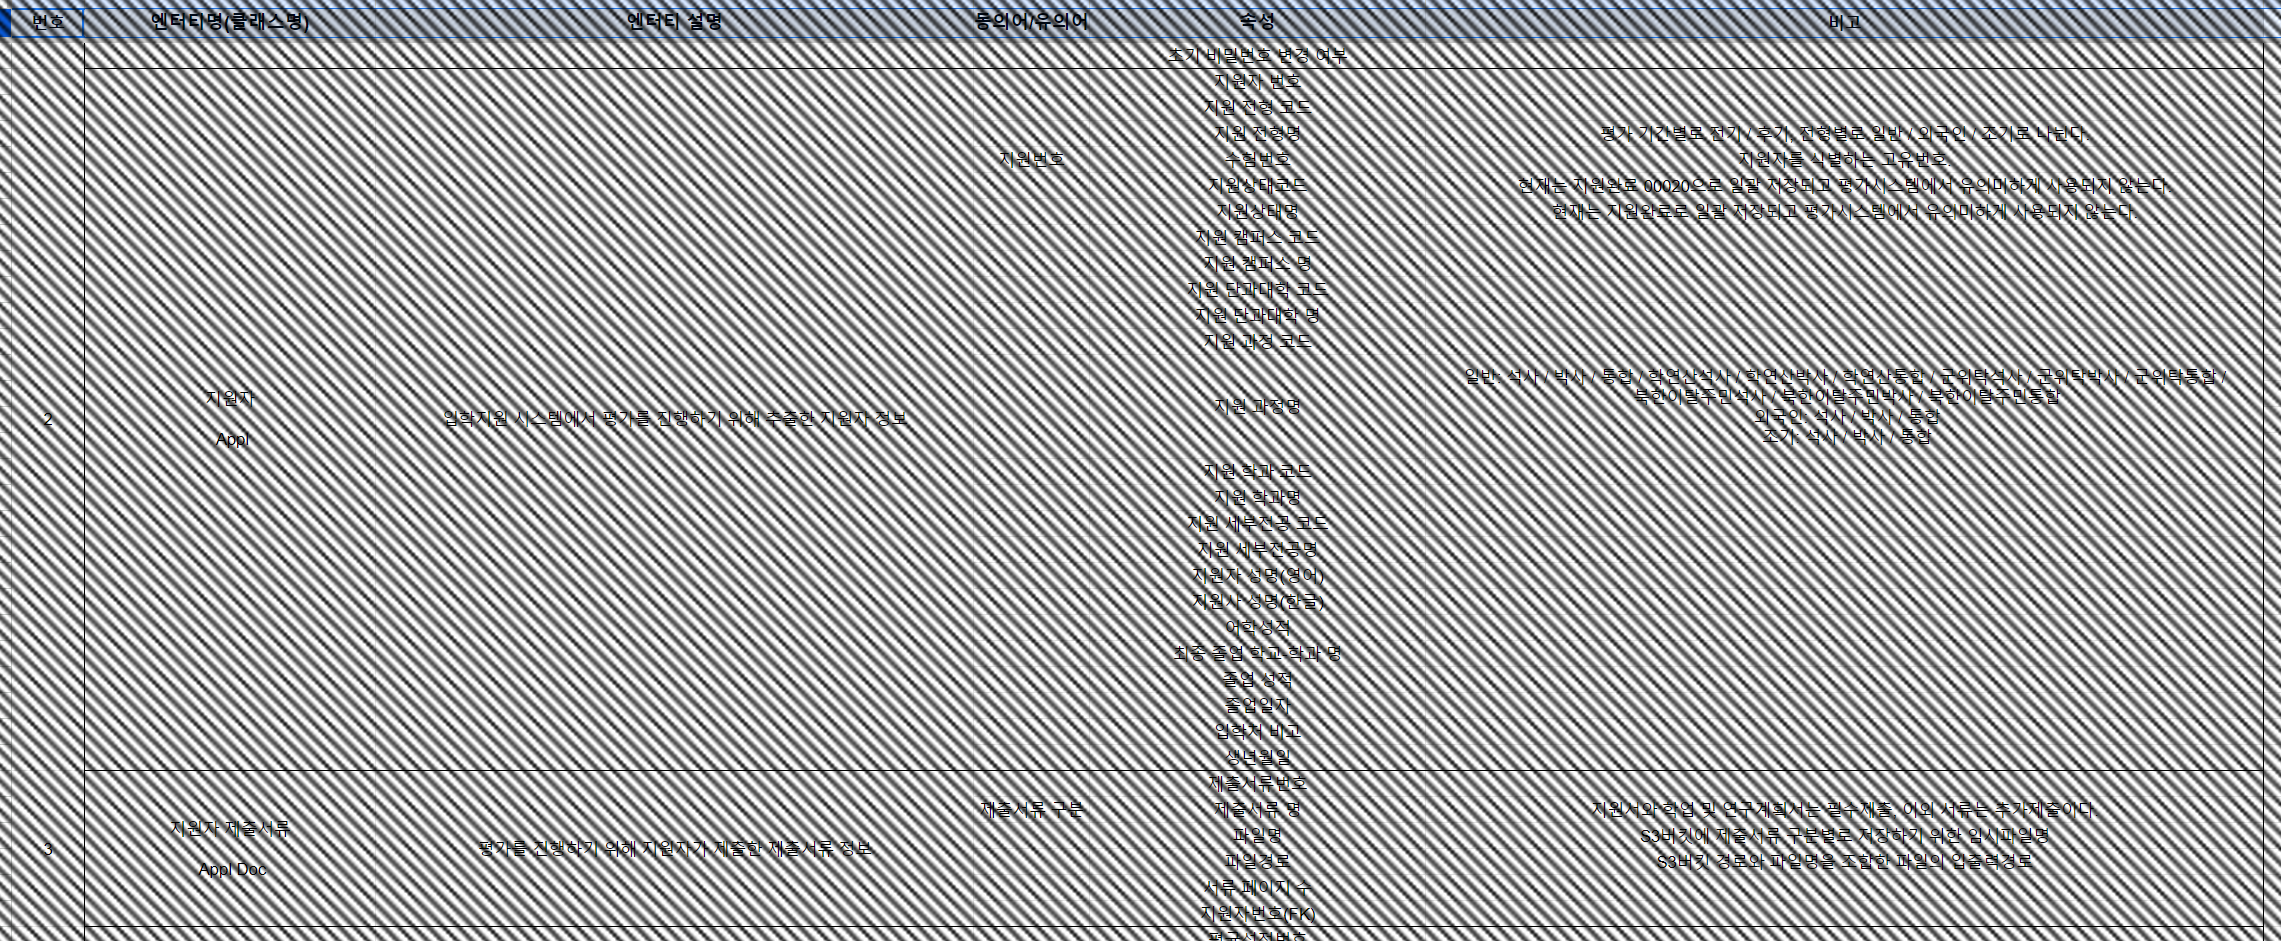 번호 엔터티명(클래스명) 엔터티 설명 동의어/유의어 속성 비고
초기 비밀번호 변경 여부
지원자 번호
지원 전형 코드
지원 전형명 평가 기간별로 전기 / 후기, 전형별로 일반 / 외국인 / 조기로 나뉜다.
지원번호 수험번호 지원자를 식별하는 고유번호.
지원상태코드 현재는 지원완료 00020으로 일괄 저장되고 평가시스템에서 유의미하게 사용되지 않는다.
지원상태명 현재는 지원완료로 일괄 저장되고 평가시스템에서 유의미하게 사용되지 않는다.
지원 캠퍼스 코드
지원 캠퍼스 명
지원 단과대학 코드
지원 단과대학 명
지원 과정 코드
2
지원자
Appl
입학지원 시스템에서 평가를 진행하기 위해 추출한 지원자 정보
지원 과정명
일반: 석사 / 박사 / 통합 / 학연산석사 / 학연산박사 / 학연산통합 / 군위탁석사 / 군위탁박사 / 군위탁통합 /
북한이탈주민석사 / 북한이탈주민박사 / 북한이탈주민통합
외국인: 석사 / 박사 / 통합
조기: 석사 / 박사 / 통합
지원 학과 코드
지원 학과명
지원 세부전공 코드
지원 세부전공명
지원자 성명(영어)
지원자 성명(한글)
어학성적
최종 졸업 학교 학과 명
졸업 성적
졸업일자
입학처 비고
생년월일
3
지원자 제출서류
Appl Doc
평가를 진행하기 위해 지원자가 제출한 제출서류 정보
제출서류번호
제출서류 구분 제출서류 명 지원서와 학업 및 연구계획서는 필수제출, 이외 서류는 추가제출이다.
파일명 S3버킷에 제출서류 구분별로 저장하기 위한 임시파일명
파일경로 S3버킷 경로와 파일명을 조합한 파일의 입출력경로
서류 페이지 수
지원자번호(FK)